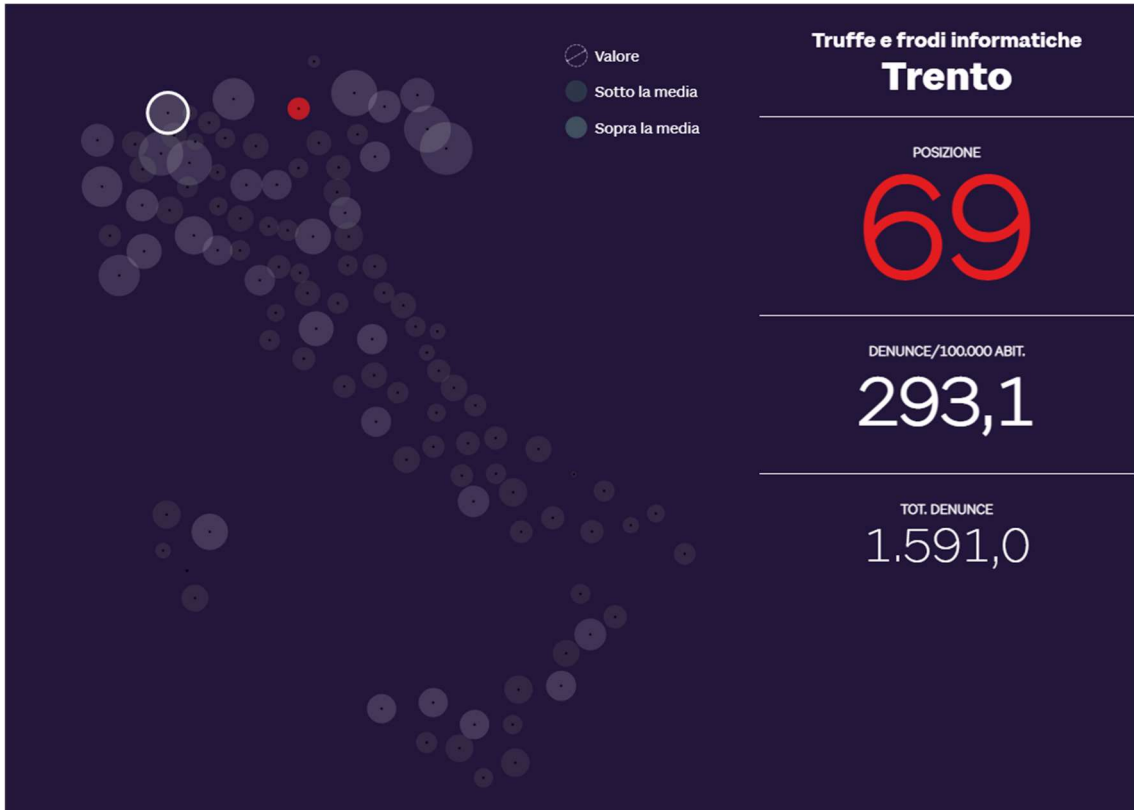 Valore
Sotto la media
Sopra la media
Truffe e frodi informatiche
Trento
POSIZIONE
69
DENUNCE/100.000 ABIT.
293,1
TOT. DENUNCE
1.591,0